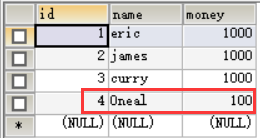 id name money
1 eric 1000
2 james 1000
3 curry 1000
4 Oneal 100
* (NULL) (NULL) (NULL)